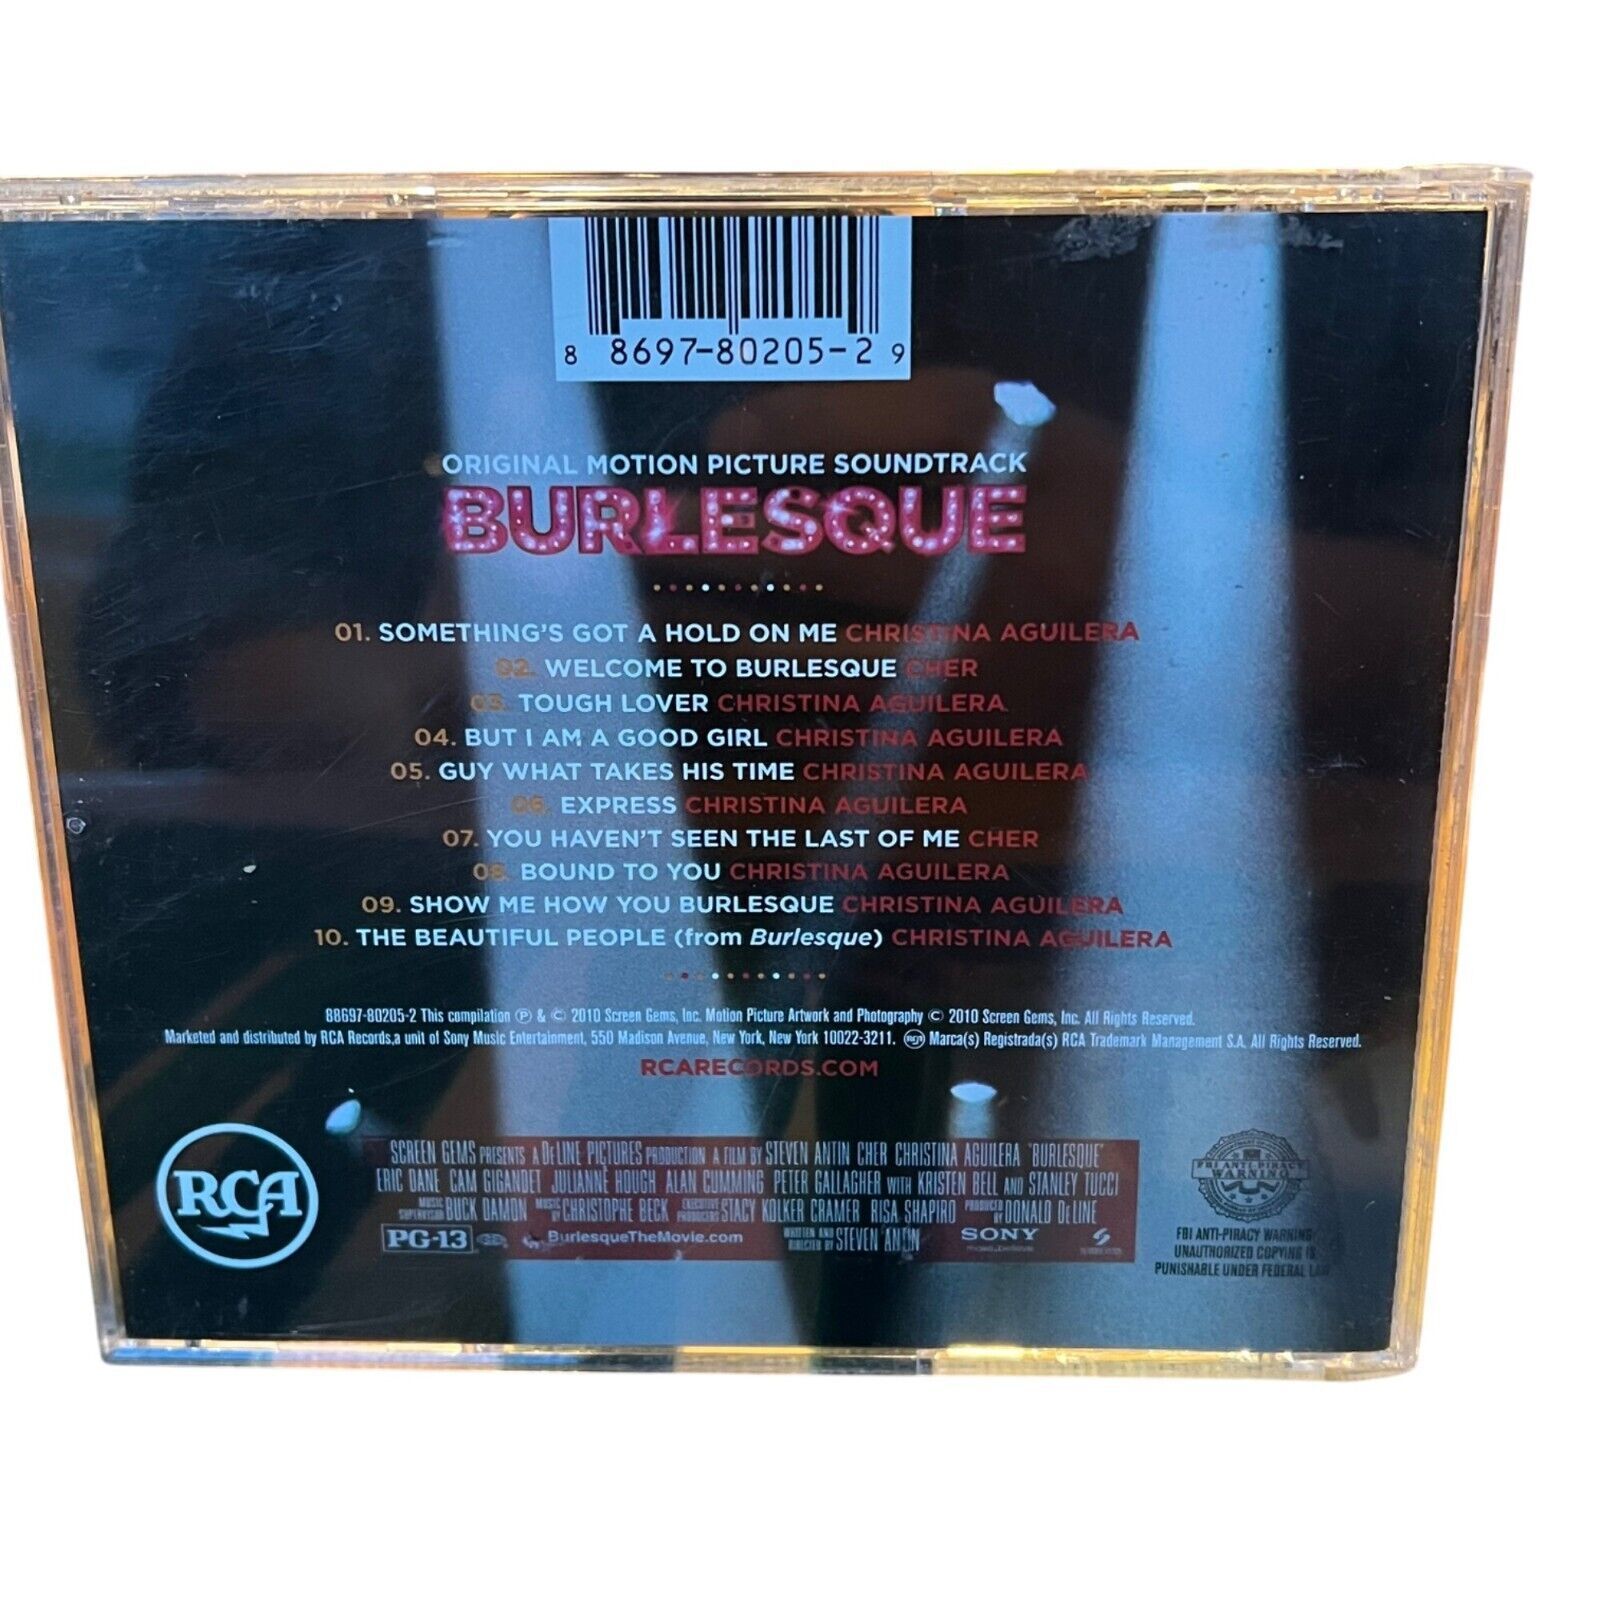 8 8697-80205-2 9
ORIGINAL MOTION PICTURE SOUNDTRACK
BURLESQUE
01. SOMETHING'S GOT A HOLD ON ME CHRISTINA AGUILERA
02. WELCOME TO BURLESQUE CHER
03. TOUGH LOVER CHRISTINA AGUILERA
04. BUT I AM A GOOD GIRL CHRISTINA AGUILERA
05. GUY WHAT TAKES HIS TIME CHRISTINA AGUILERA
06. EXPRESS CHRISTINA AGUILERA
07. YOU HAVEN'T SEEN THE LAST OF ME CHER
08. BOUND TO YOU CHRISTINA AGUILERA
09. SHOW ME HOW YOU BURLESQUE CHRISTINA AGUILERA
10. THE BEAUTIFUL PEOPLE (from Burlesque) CHRISTINA AGUILERA
88697-80205-2 This compilation ℗ & © 2010 Screen Gems, Inc. Motion Picture Artwork and Photography © 2010 Screen Gems, Inc. All Rights Reserved.
Marketed and distributed by RCA Records,a unit of Sony Music Entertainment, 550 Madison Avenue, New York, New York 10022-3211. RCA Marca(s) Registrada(s) RCA Trademark Management S.A. All Rights Reserved.
RCARECORDS.COM
RCA
SCREEN GEMS PRESENTS A DELINE PICTURES PRODUCTION A FILM BY STEVEN ANTIN CHER CHRISTINA AGUILERA "BURLESQUE"
ERIC DANE CAM GIGANDET JULIANNE HOUGH ALAN CUMMING PETER GALLAGHER WITH KRISTEN BELL AND STANLEY TUCCI
MUSIC SUPERVISOR BUCK DAMON MUSIC BY CHRISTOPHE BECK EXECUTIVE PRODUCERS STACY KOLKER CRAMER RISA SHAPIRO PRODUCED BY DONALD DE LINE
PG-13 BurlesqueTheMovie.com WRITTEN AND DIRECTED BY STEVEN ANTIN SONY
FBI ANTI-PIRACY
WARNING
FBI ANTI-PIRACY WARNING:
UNAUTHORIZED COPYING IS
PUNISHABLE UNDER FEDERAL LAW